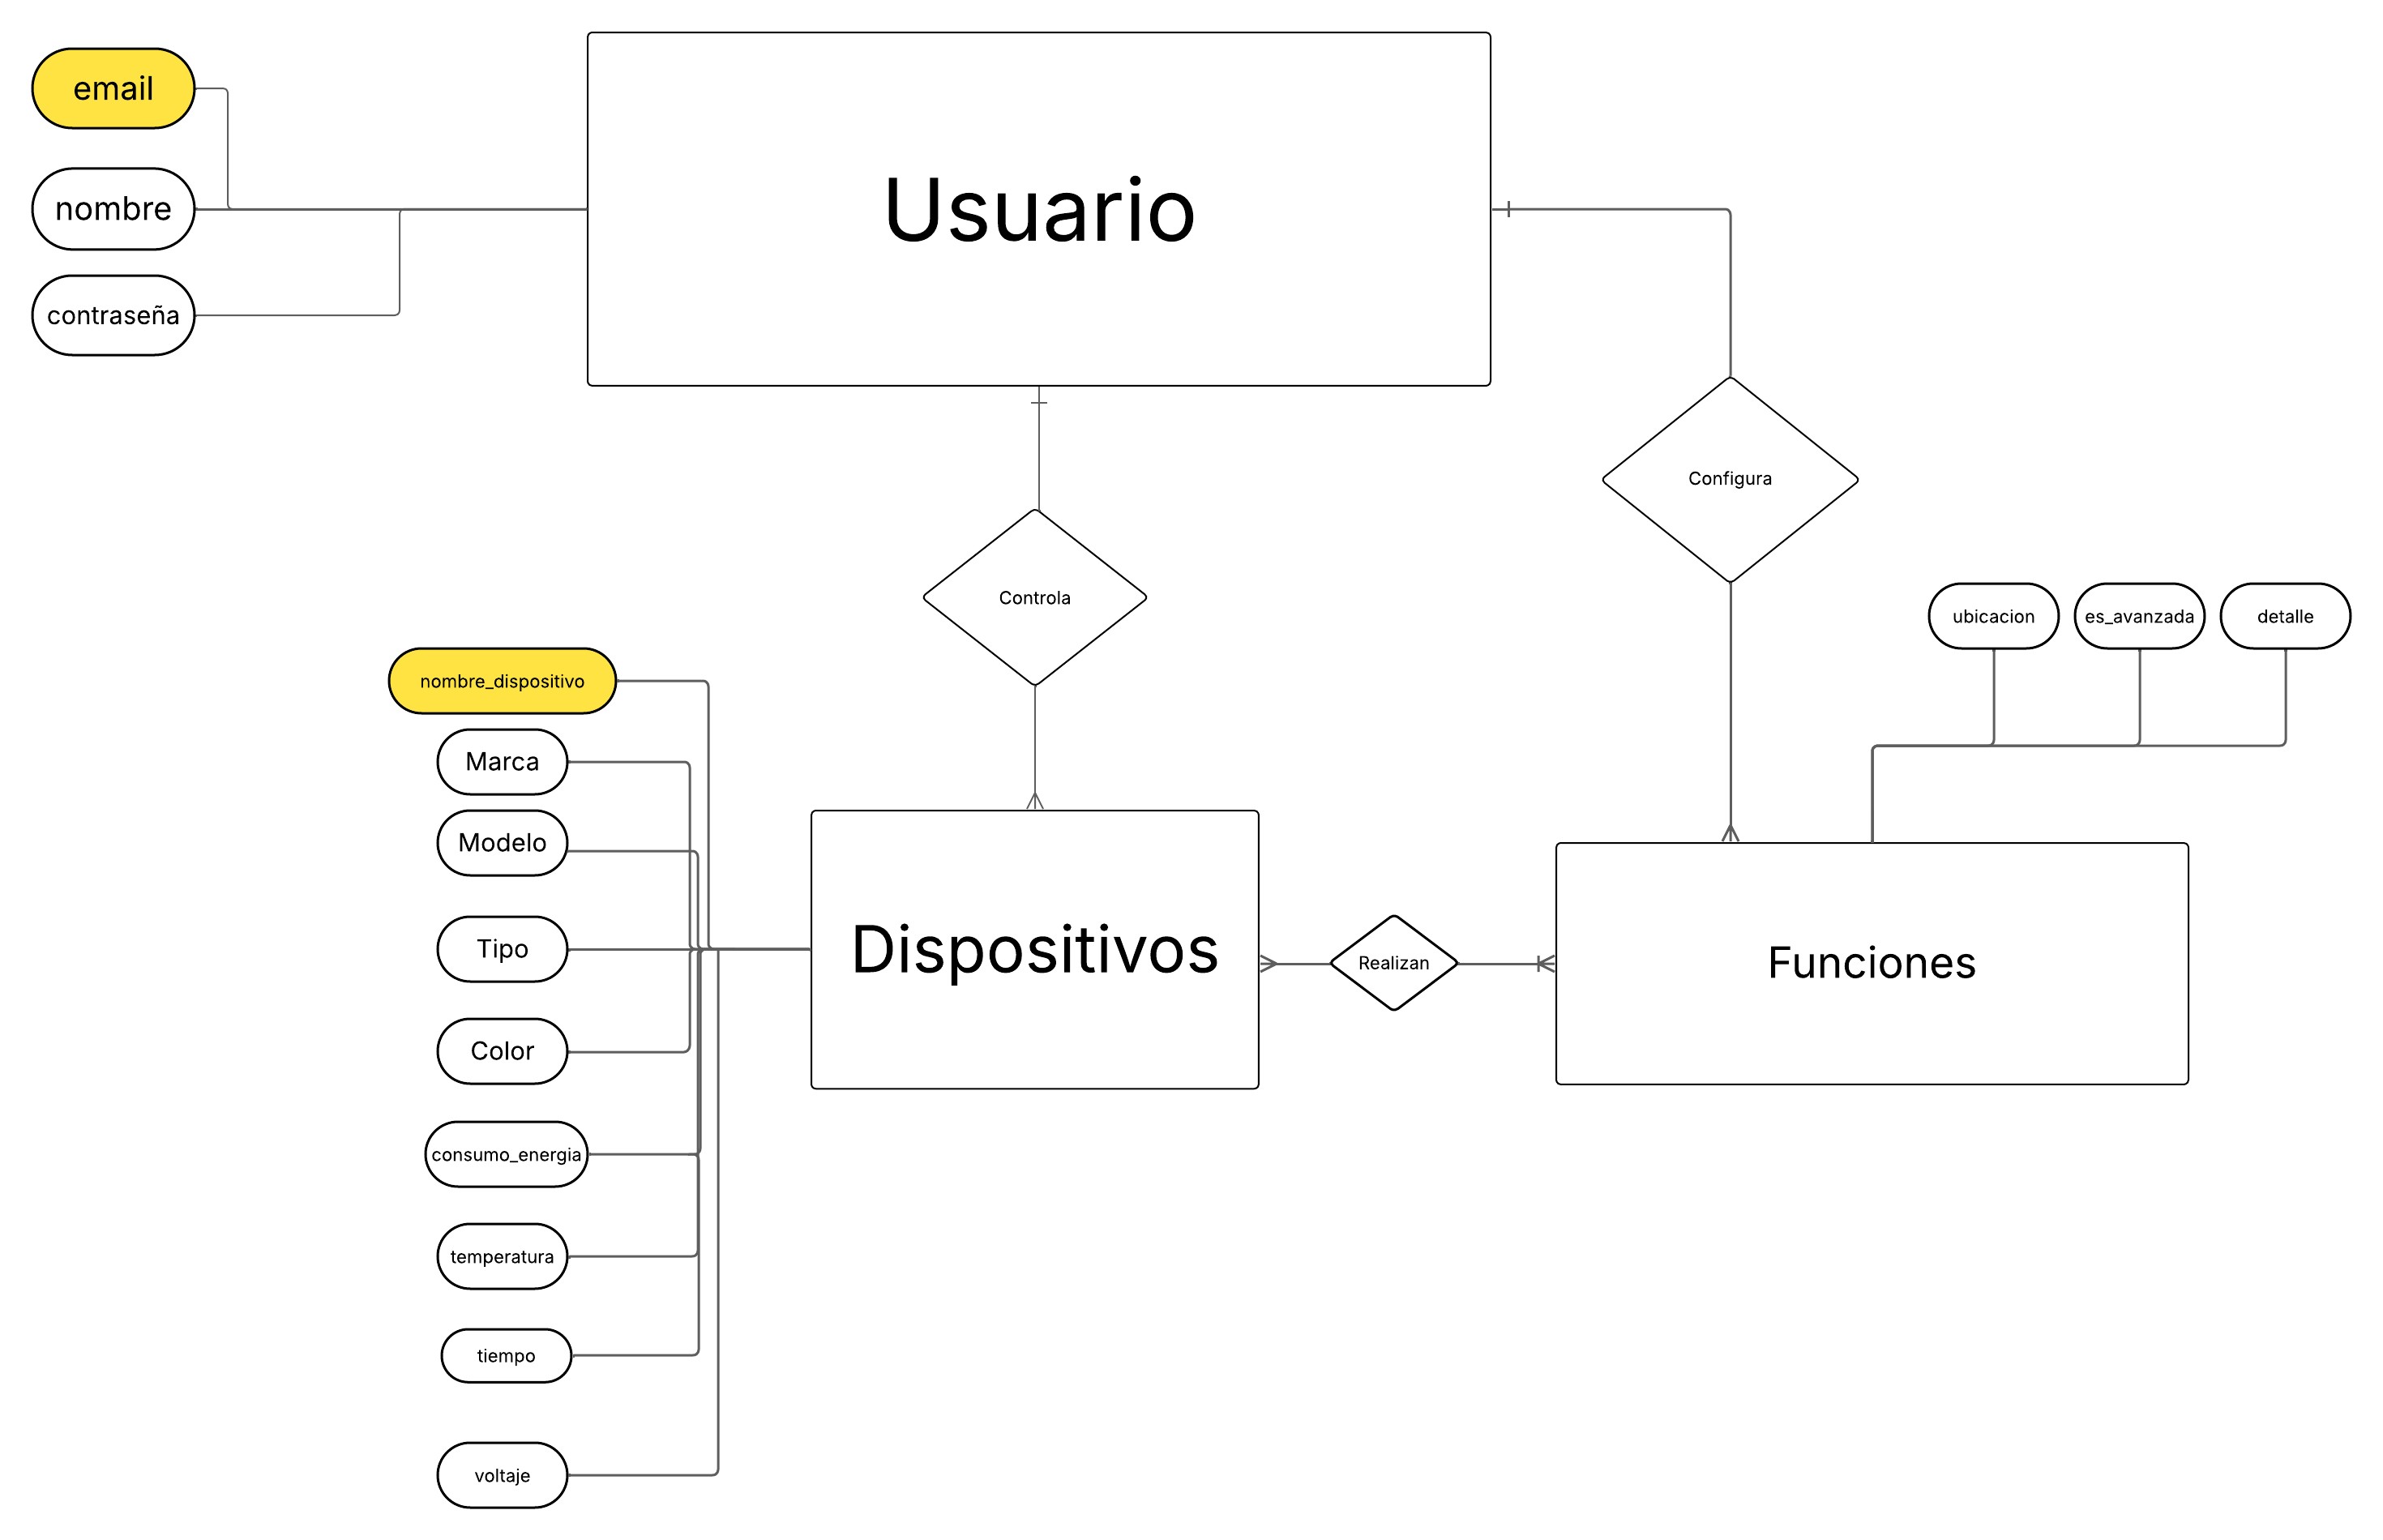 email
nombre
contraseña
Usuario
Configura
Controla
ubicacion
es_avanzada
detalle
nombre_dispositivo
Marca
Modelo
Tipo
Color
consumo_energia
temperatura
tiempo
voltaje
Dispositivos
Realizan
Funciones